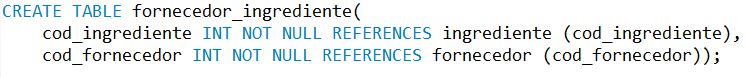 CREATE TABLE fornecedor_ingrediente(
    cod_ingrediente INT NOT NULL REFERENCES ingrediente (cod_ingrediente),
    cod_fornecedor INT NOT NULL REFERENCES fornecedor (cod_fornecedor));